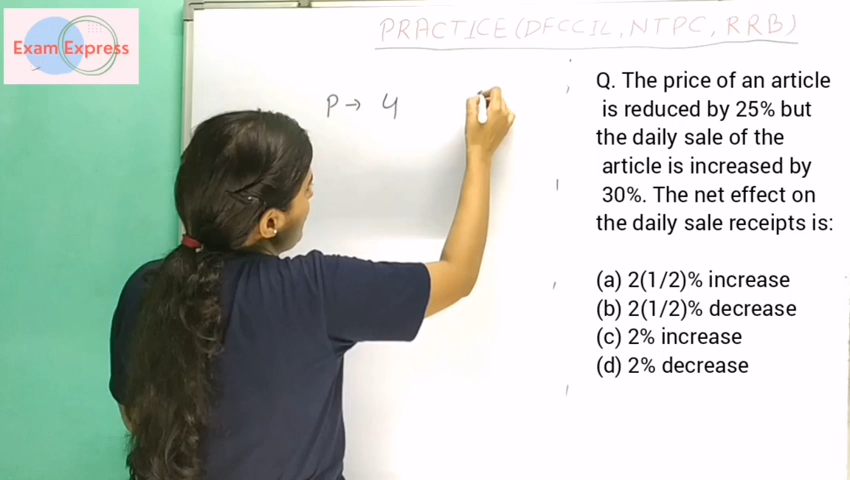 Exam Express
PRACTICE (DFCCIL, NTPC, RRB)
P → 4
Q. The price of an article
is reduced by 25% but
the daily sale of the
article is increased by
30%. The net effect on
the daily sale receipts is:
(a) 2(1/2)% increase
(b) 2(1/2)% decrease
(c) 2% increase
(d) 2% decrease